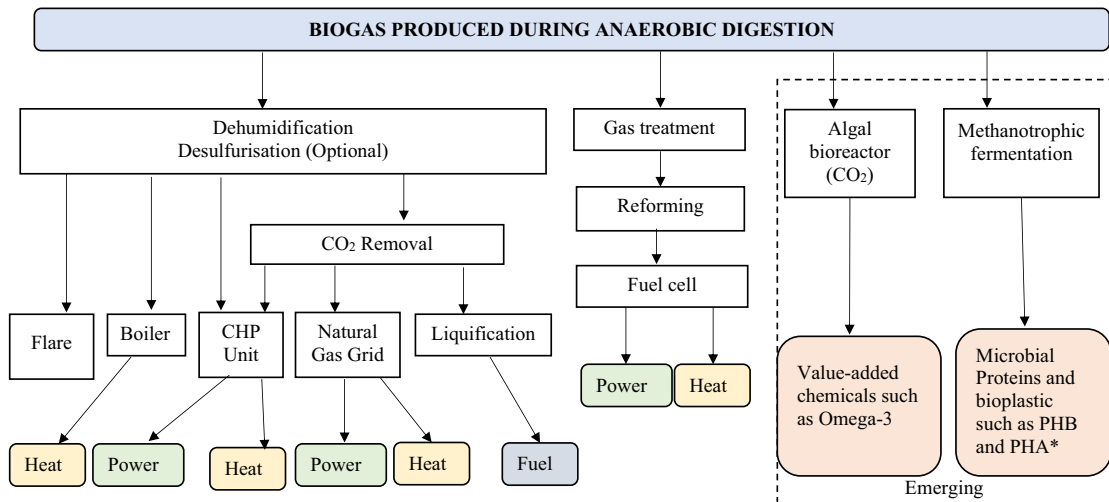 BIOGAS PRODUCED DURING ANAEROBIC DIGESTION
Dehumidification
Desulfurisation (Optional)
Gas treatment
Algal
bioreactor
(CO₂)
Methanotrophic
fermentation
Reforming
CO₂ Removal
Fuel cell
Flare
Boiler
CHP
Unit
Natural
Gas Grid
Liquification
Power
Heat
Value-added
chemicals such
as Omega-3
Microbial
Proteins and
bioplastic
such as PHB
and PHA*
Heat
Power
Heat
Power
Heat
Fuel
Emerging